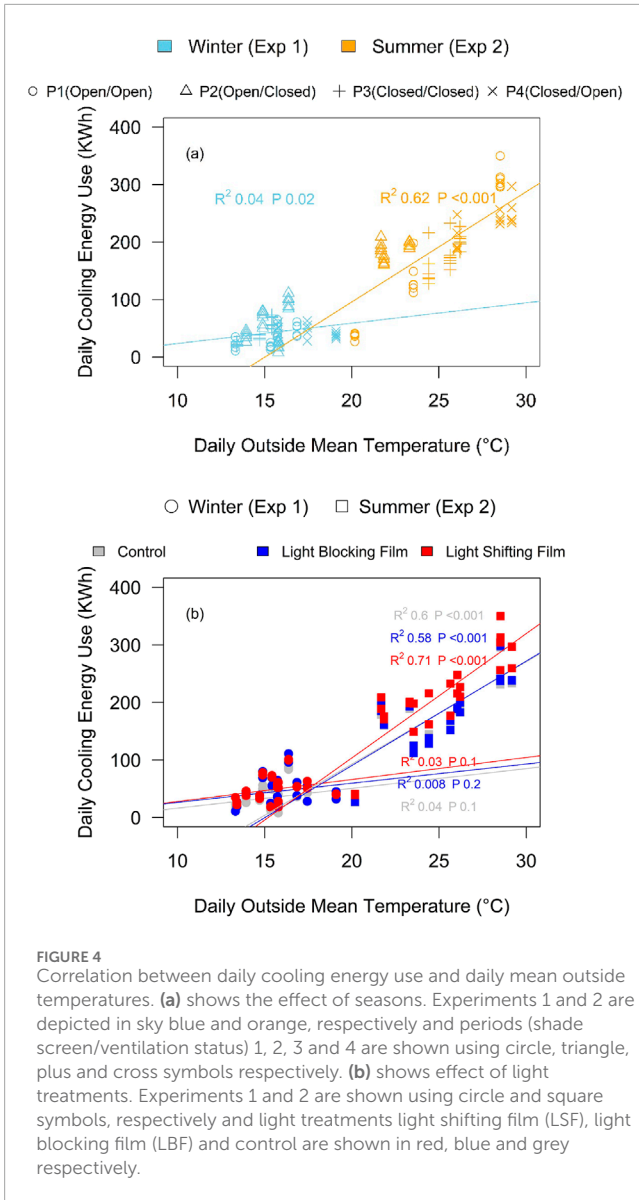 Winter (Exp 1) Summer (Exp 2)
P1(Open/Open) P2(Open/Closed) P3(Closed/Closed) P4(Closed/Open)
Daily Cooling Energy Use (KWh)
400
300
200
100
0
(a)
R² 0.04 P 0.02
R² 0.62 P <0.001
10 15 20 25 30
Daily Outside Mean Temperature (°C)
Winter (Exp 1) Summer (Exp 2)
Control Light Blocking Film Light Shifting Film
Daily Cooling Energy Use (KWh)
400
300
200
100
0
(b)
R² 0.6 P <0.001
R² 0.58 P <0.001
R² 0.71 P <0.001
R² 0.03 P 0.1
R² 0.008 P 0.2
R² 0.04 P 0.1
10 15 20 25 30
Daily Outside Mean Temperature (°C)
FIGURE 4
Correlation between daily cooling energy use and daily mean outside
temperatures. (a) shows the effect of seasons. Experiments 1 and 2 are
depicted in sky blue and orange, respectively and periods (shade
screen/ventilation status) 1, 2, 3 and 4 are shown using circle, triangle,
plus and cross symbols respectively. (b) shows effect of light
treatments. Experiments 1 and 2 are shown using circle and square
symbols, respectively and light treatments light shifting film (LSF), light
blocking film (LBF) and control are shown in red, blue and grey
respectively.